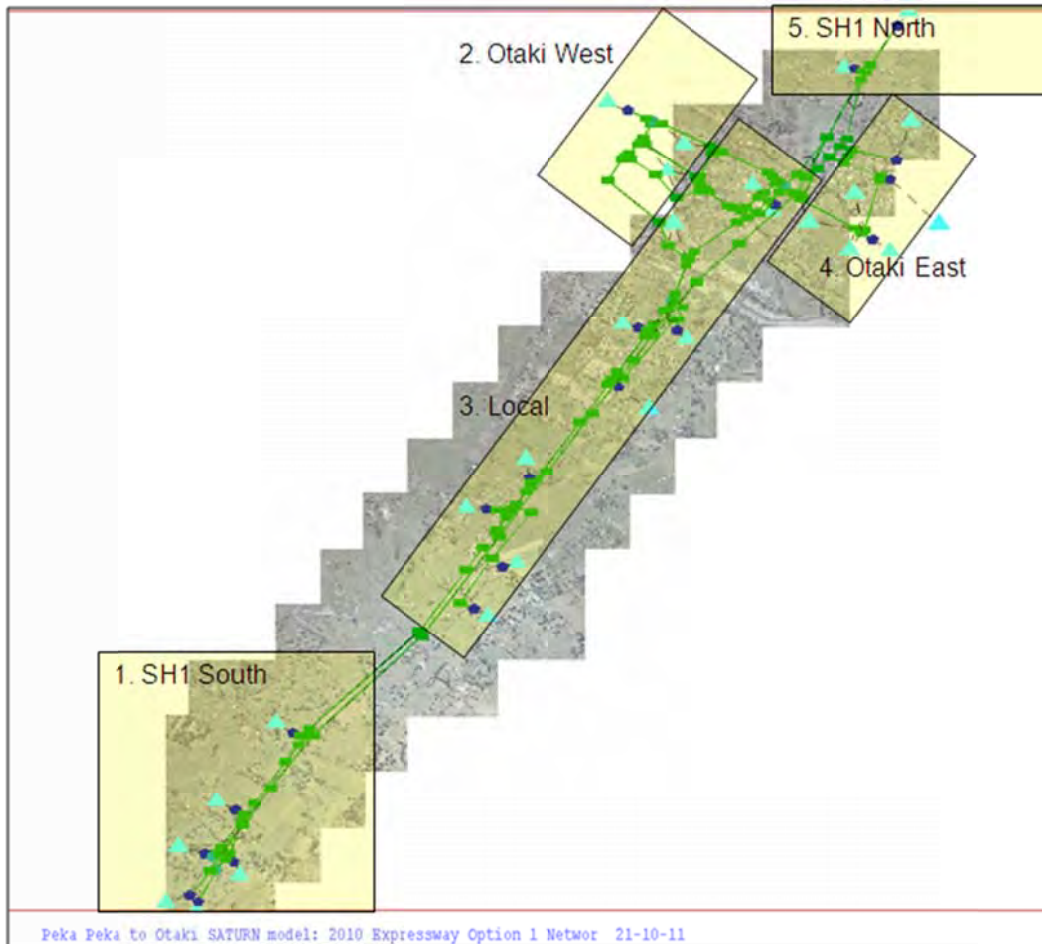 5. SH1 North
2. Otaki West
4. Otaki East
3. Local
1. SH1 South
Peka Peka to Otaki SATURN model: 2010 Expressway Option 1 Networ 21-10-11